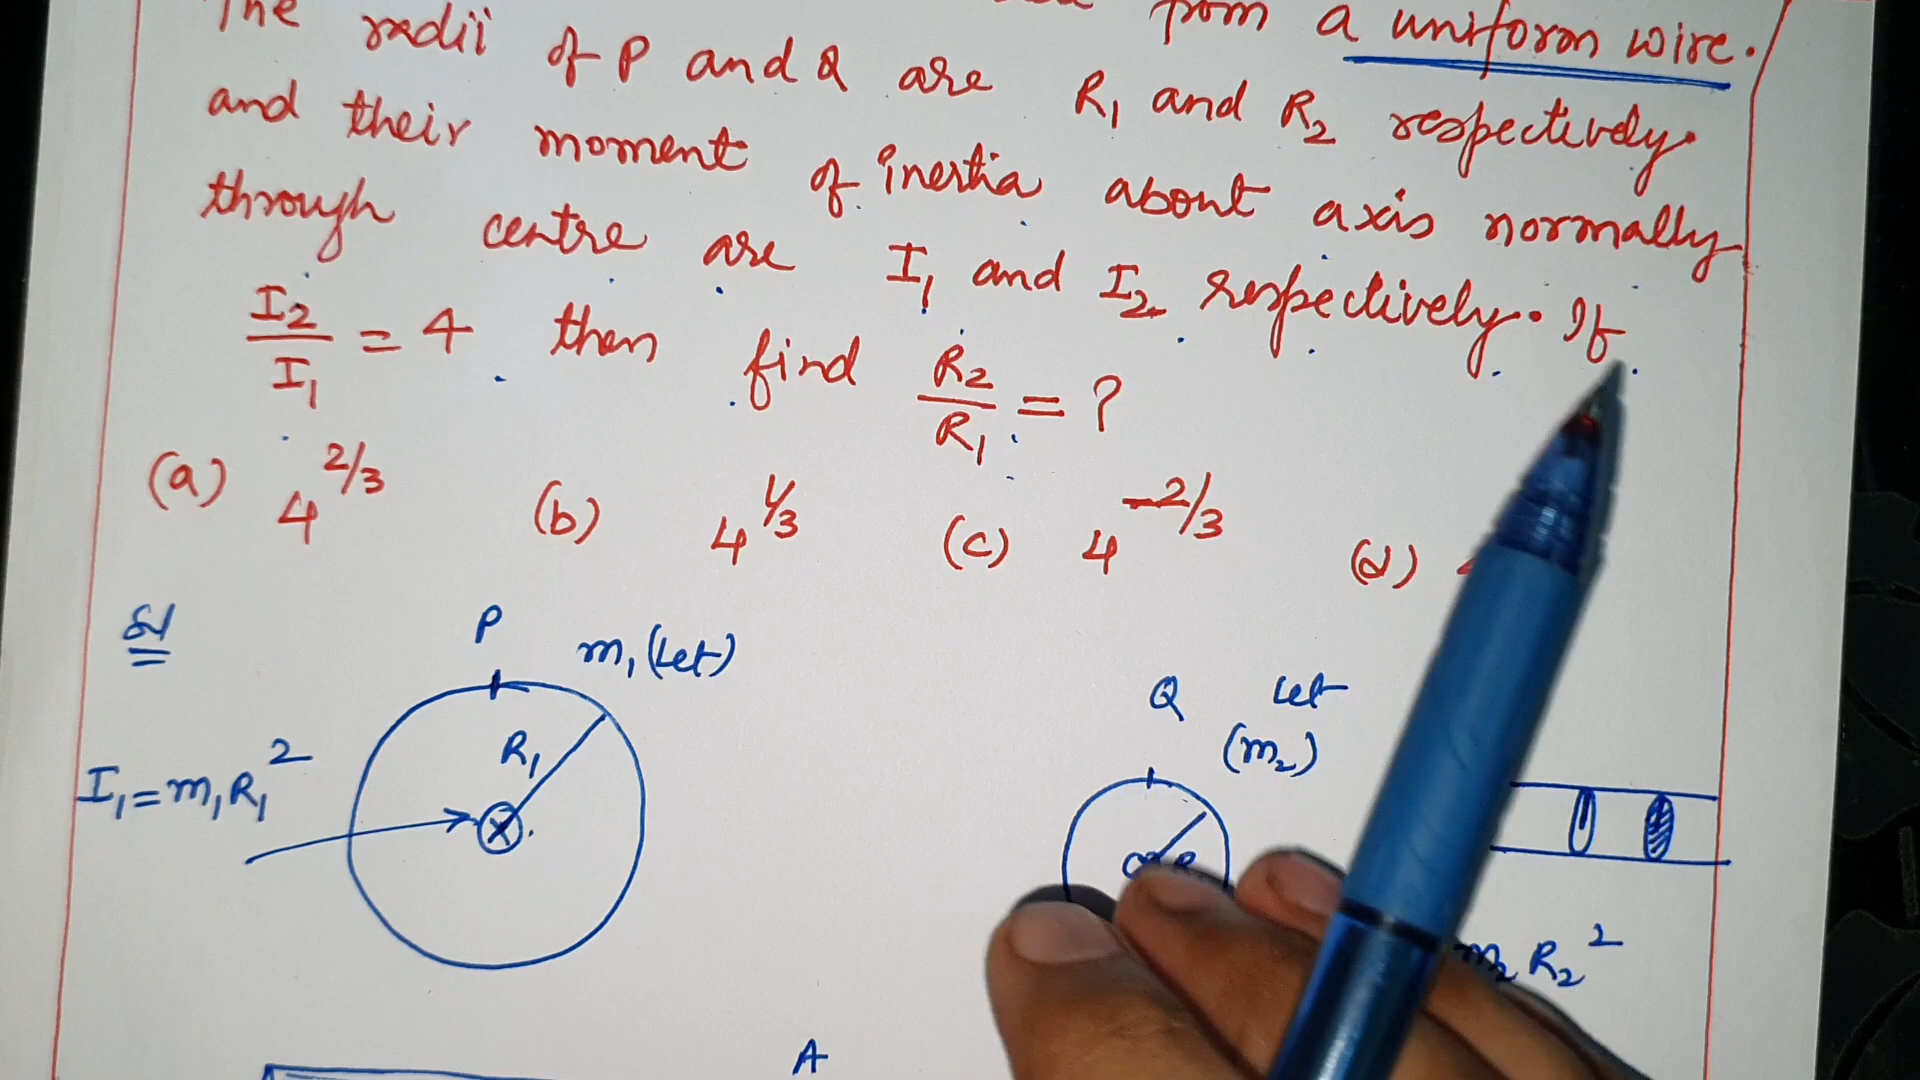 The from a uniform wire.
radii of P and Q are R₁ and R₂ respectively.
and their moment of inertia about axis normally
through centre are I₁ and I₂ respectively. If
I₂/I₁ = 4 then find R₂/R₁ = ?
(a) 4^2/3 (b) 4^1/3 (c) 4^-2/3 (d)
Sol
P m₁ (Let)
Q Let
(m₂)
R₁
I₁ = m₁R₁²
m₂ R₂²
A